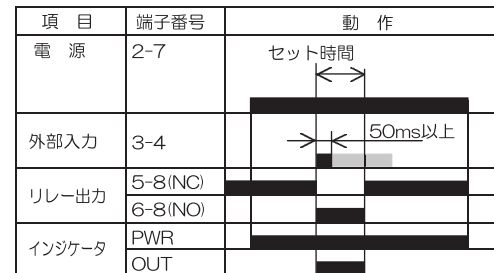 項　目 端子番号 動　作
電　源 2-7 セット時間
外部入力 3-4 50ms以上
リレー出力 5-8(NC)
6-8(NO)
インジケータ PWR
OUT